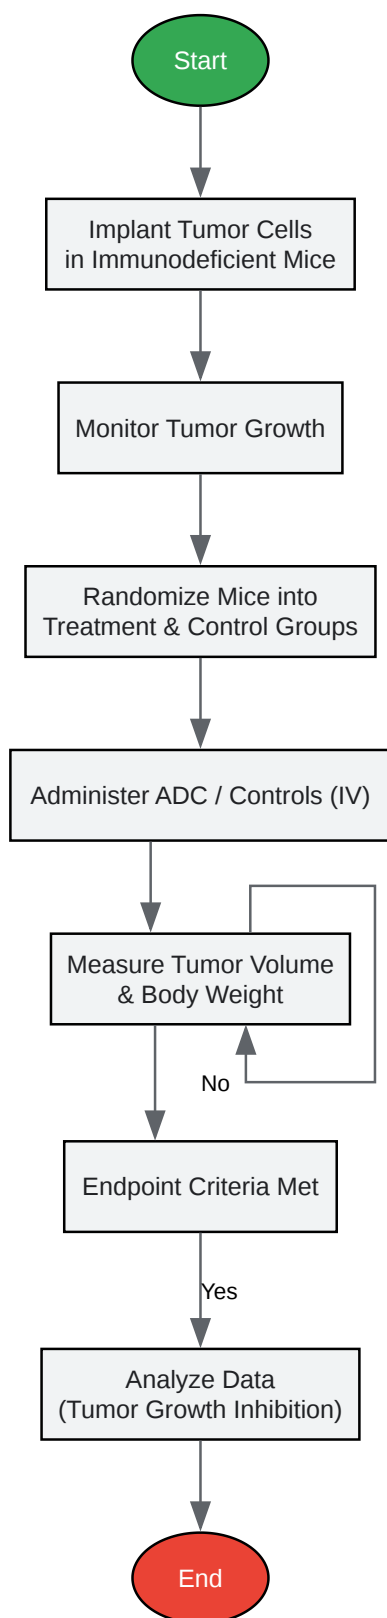 Start
Implant Tumor Cells
in Immunodeficient Mice
Monitor Tumor Growth
Randomize Mice into
Treatment & Control Groups
Administer ADC / Controls (IV)
Measure Tumor Volume
& Body Weight
No
Endpoint Criteria Met
Yes
Analyze Data
(Tumor Growth Inhibition)
End